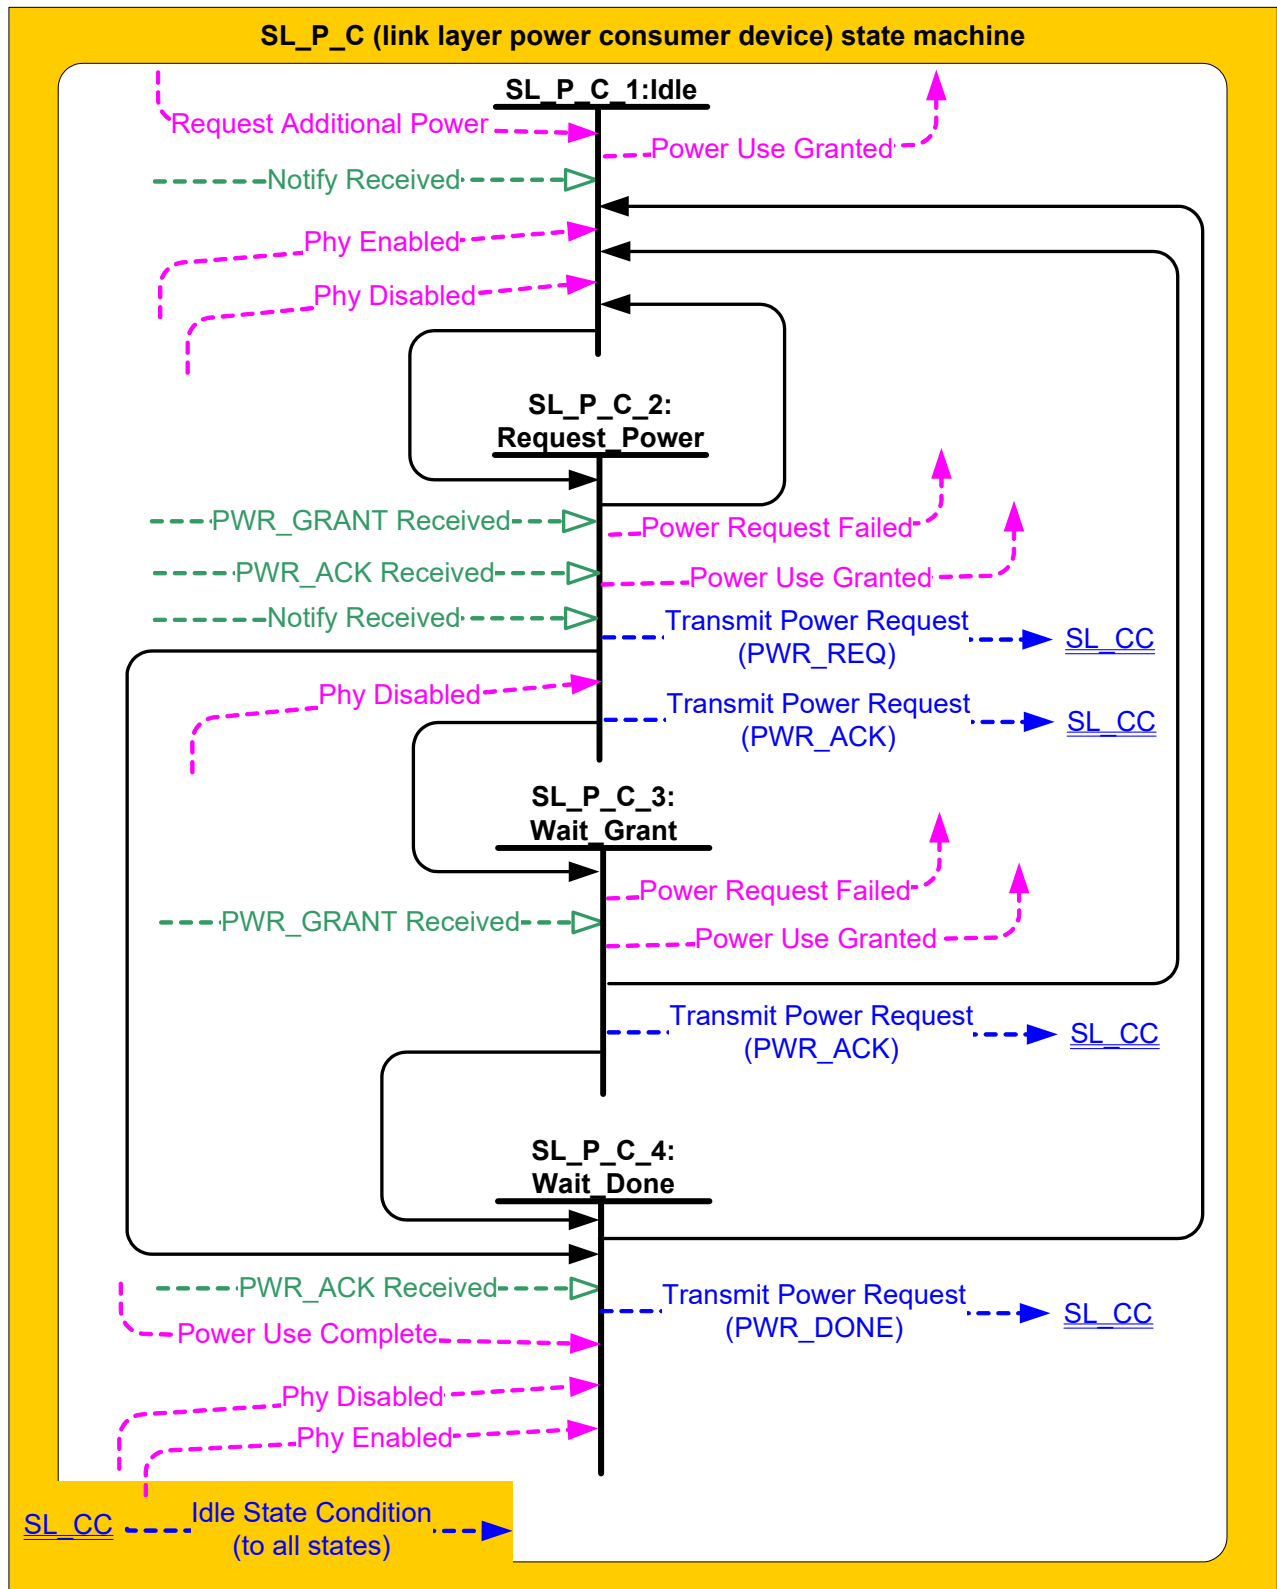 SL_P_C (link layer power consumer device) state machine
SL_P_C_1:Idle
Request Additional Power
Power Use Granted
Notify Received
Phy Enabled
Phy Disabled
SL_P_C_2:
Request_Power
PWR_GRANT Received
Power Request Failed
PWR_ACK Received
Power Use Granted
Notify Received
Transmit Power Request
(PWR_REQ)
SL_CC
Phy Disabled
Transmit Power Request
(PWR_ACK)
SL_CC
SL_P_C_3:
Wait_Grant
Power Request Failed
PWR_GRANT Received
Power Use Granted
Transmit Power Request
(PWR_ACK)
SL_CC
SL_P_C_4:
Wait_Done
PWR_ACK Received
Transmit Power Request
(PWR_DONE)
SL_CC
Power Use Complete
Phy Disabled
Phy Enabled
SL_CC
Idle State Condition
(to all states)